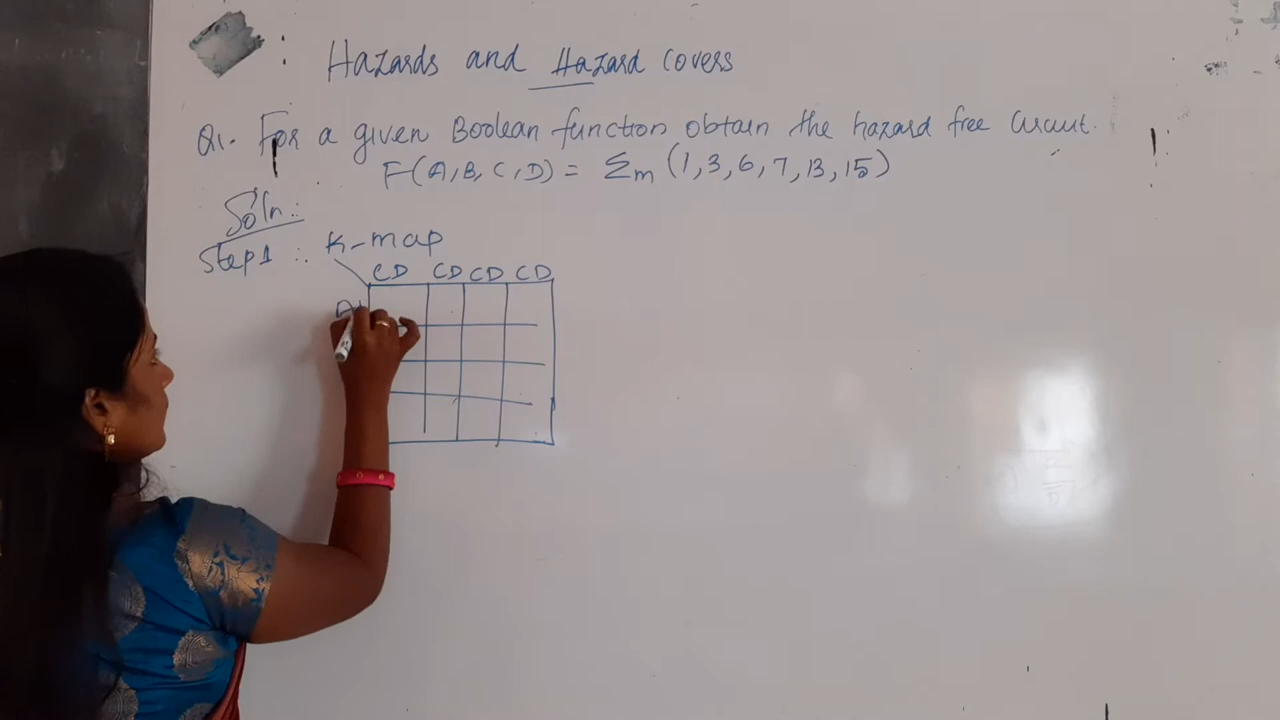 : Hazards and Hazard covers
Q1. For a given Boolean function obtain the hazard free circuit.
F(A,B,C,D) = Σm (1,3,6,7,13,15)
Soln:
Step1 : K-map
CD CD CD CD